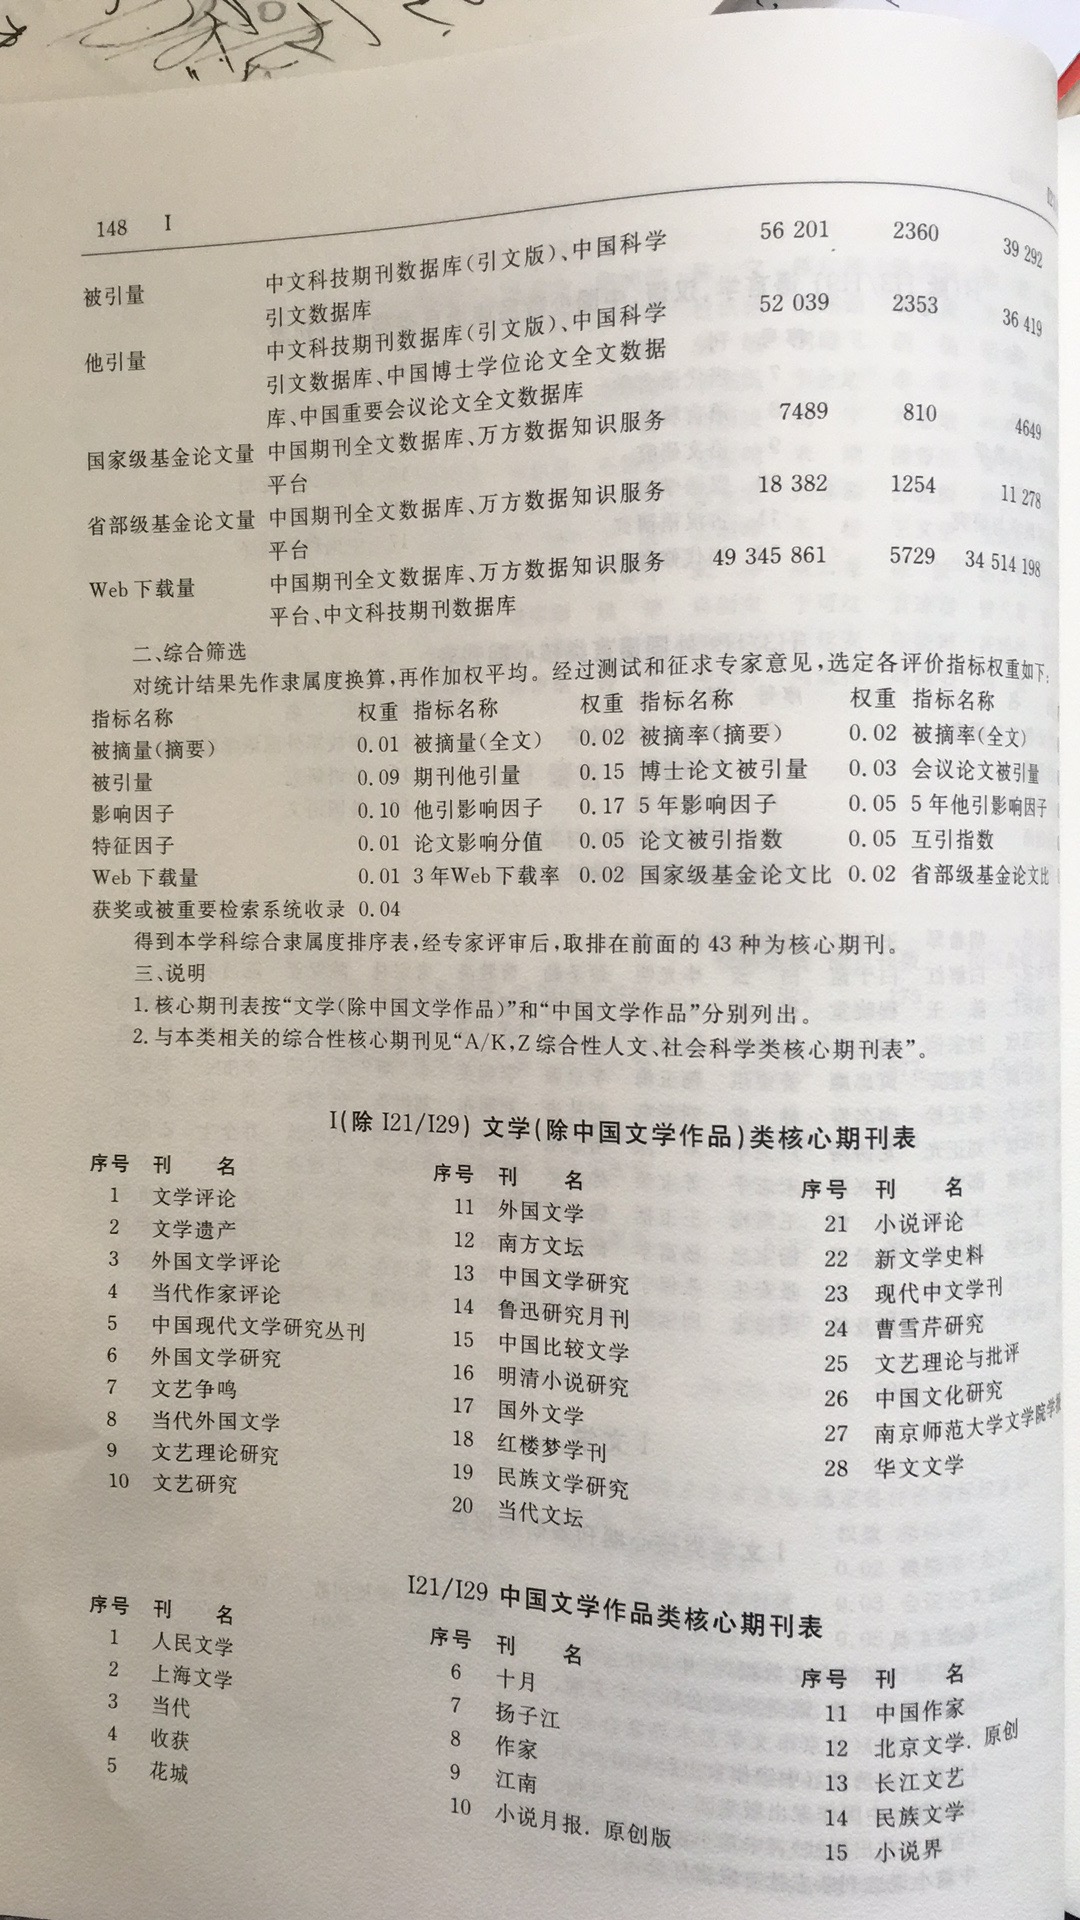 148 I
56 201 2360 39 292
被引量 中文科技期刊数据库(引文版)、中国科学
引文数据库 52 039 2353 36 419
他引量 中文科技期刊数据库(引文版)、中国科学
引文数据库、中国博士学位论文全文数据
库、中国重要会议论文全文数据库 7489 810 4649
国家级基金论文量 中国期刊全文数据库、万方数据知识服务
平台 18 382 1254 11 278
省部级基金论文量 中国期刊全文数据库、万方数据知识服务
平台 49 345 861 5729 34 514 198
Web下载量 中国期刊全文数据库、万方数据知识服务
平台、中文科技期刊数据库
二、综合筛选
对统计结果先作隶属度换算,再作加权平均。经过测试和征求专家意见,选定各评价指标权重如下:
指标名称 权重 指标名称 权重 指标名称 权重 指标名称
被摘量(摘要) 0.01 被摘量(全文) 0.02 被摘率(摘要) 0.02 被摘率(全文)
被引量 0.09 期刊他引量 0.15 博士论文被引量 0.03 会议论文被引量
影响因子 0.10 他引影响因子 0.17 5年影响因子 0.05 5年他引影响因子
特征因子 0.01 论文影响分值 0.05 论文被引指数 0.05 互引指数
Web下载量 0.01 3年Web下载率 0.02 国家级基金论文比 0.02 省部级基金论文比
获奖或被重要检索系统收录 0.04
得到本学科综合隶属度排序表,经专家评审后,取排在前面的 43 种为核心期刊。
三、说明
1.核心期刊表按“文学(除中国文学作品)”和“中国文学作品”分别列出。
2.与本类相关的综合性核心期刊见“A/K,Z综合性人文、社会科学类核心期刊表”。
I(除 I21/I29) 文学(除中国文学作品)类核心期刊表
序号 刊 名
1 文学评论
2 文学遗产
3 外国文学评论
4 当代作家评论
5 中国现代文学研究丛刊
6 外国文学研究
7 文艺争鸣
8 当代外国文学
9 文艺理论研究
10 文艺研究
序号 刊 名
11 外国文学
12 南方文坛
13 中国文学研究
14 鲁迅研究月刊
15 中国比较文学
16 明清小说研究
17 国外文学
18 红楼梦学刊
19 民族文学研究
20 当代文坛
序号 刊 名
21 小说评论
22 新文学史料
23 现代中文学刊
24 曹雪芹研究
25 文艺理论与批评
26 中国文化研究
27 南京师范大学文学院学报
28 华文文学
I21/I29 中国文学作品类核心期刊表
序号 刊 名
1 人民文学
2 上海文学
3 当代
4 收获
5 花城
序号 刊 名
6 十月
7 扬子江
8 作家
9 江南
10 小说月报. 原创版
序号 刊 名
11 中国作家
12 北京文学. 原创
13 长江文艺
14 民族文学
15 小说界